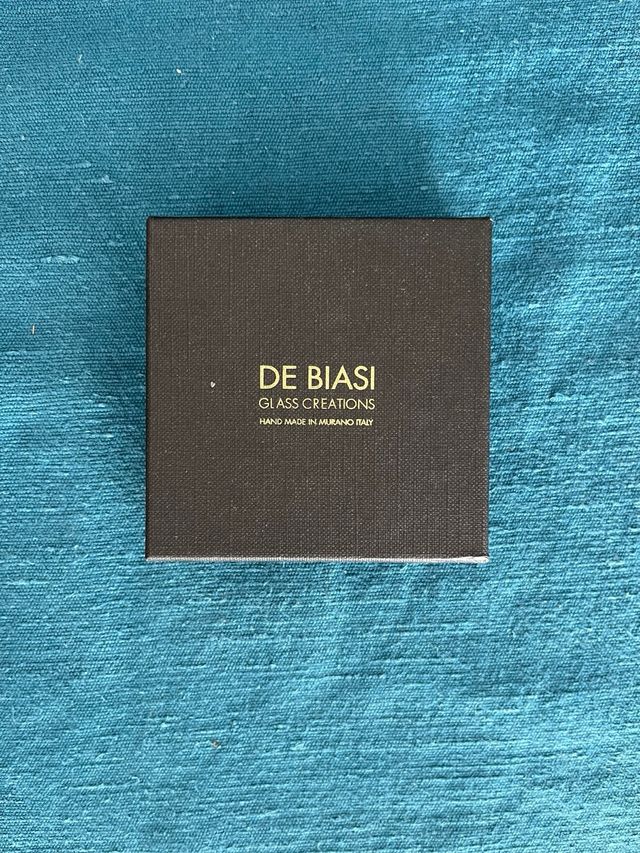 DE BIASI
GLASS CREATIONS
HAND MADE IN MURANO ITALY